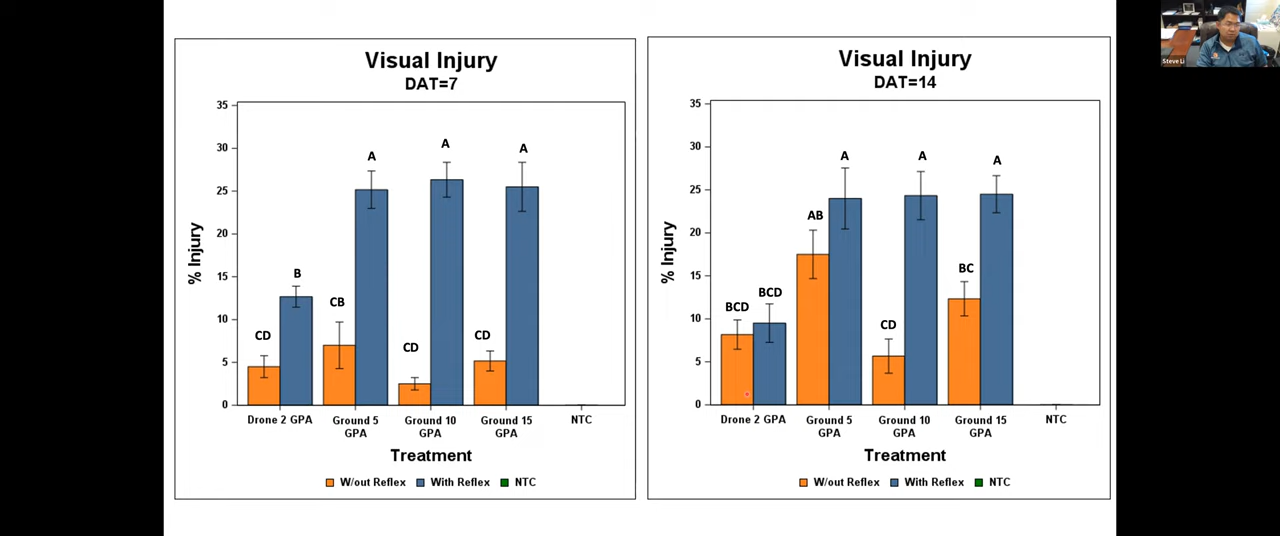 Visual Injury
DAT=7
35
30
25
20
15
10
5
0
% Injury
CD
B
CB
A
CD
A
CD
A
Drone 2 GPA
Ground 5
GPA
Ground 10
GPA
Ground 15
GPA
NTC
Treatment
W/out Reflex With Reflex NTC
Visual Injury
DAT=14
35
30
25
20
15
10
5
0
% Injury
BCD
BCD
AB
A
CD
A
BC
A
Drone 2 GPA
Ground 5
GPA
Ground 10
GPA
Ground 15
GPA
NTC
Treatment
W/out Reflex With Reflex NTC
Steve Li